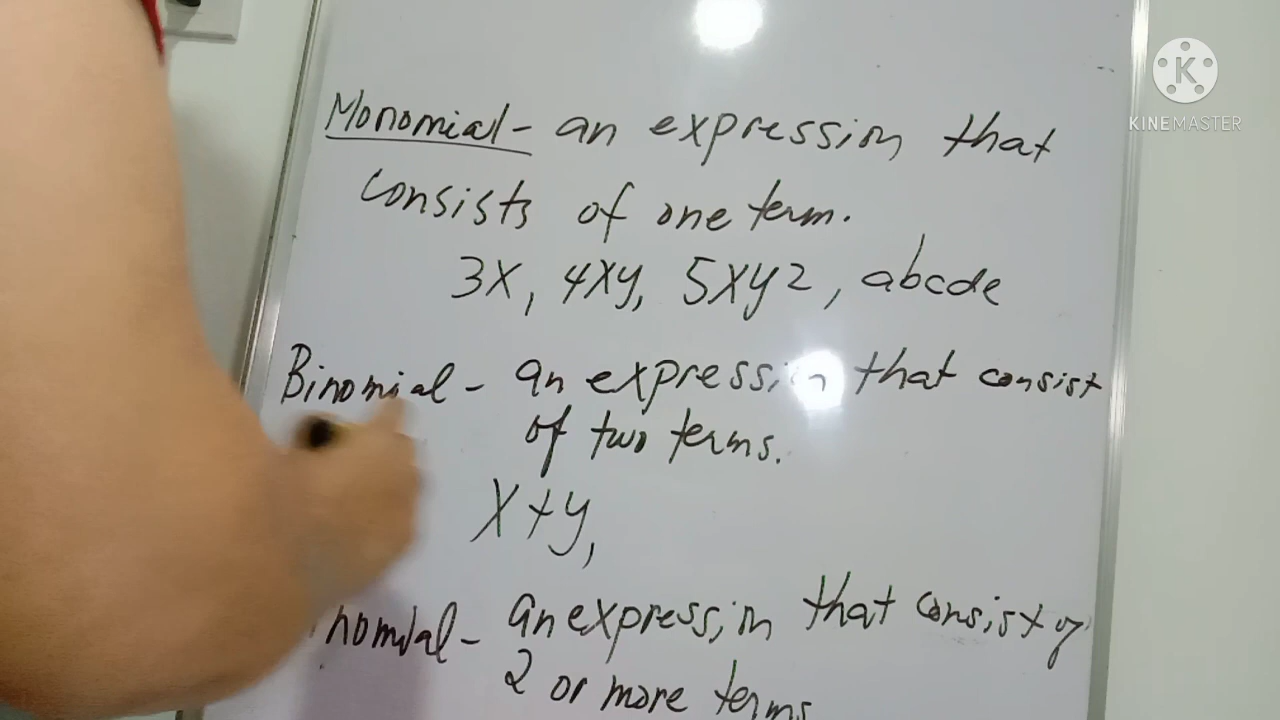 KINEMASTER
Monomial - an expression that
consists of one term.
3x, 4xy, 5xyz, abcde
Binomial - an expression that consist
of two terms.
x+y,
nomial - an expression that consist of
2 or more terms